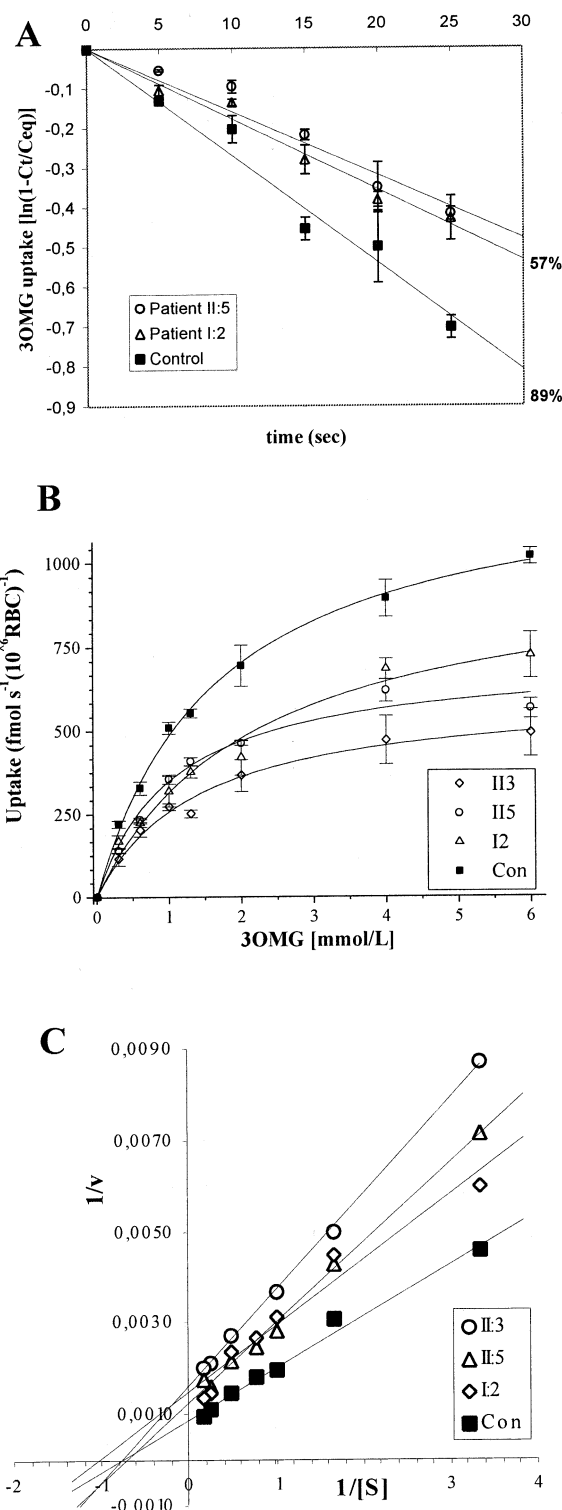 A
0 5 10 15 20 25 30
-0,1
-0,2
-0,3
-0,4
-0,5
-0,6
-0,7
-0,8
-0,9
3OMG uptake [ln(1-Ct/Ceq)]
57%
89%
Patient II:5
Patient I:2
Control
time (sec)
B
1000
750
500
250
0
Uptake (fmol s⁻¹(10^⁶RBC)⁻¹)
II3
II5
I2
Con
0 1 2 3 4 5 6
3OMG [mmol/L]
C
0,0090
0,0070
0,0050
0,0030
0,0010
-0,0010
1/v
II:3
II:5
I:2
Con
-2 -1 0 1 3 4
1/[S]